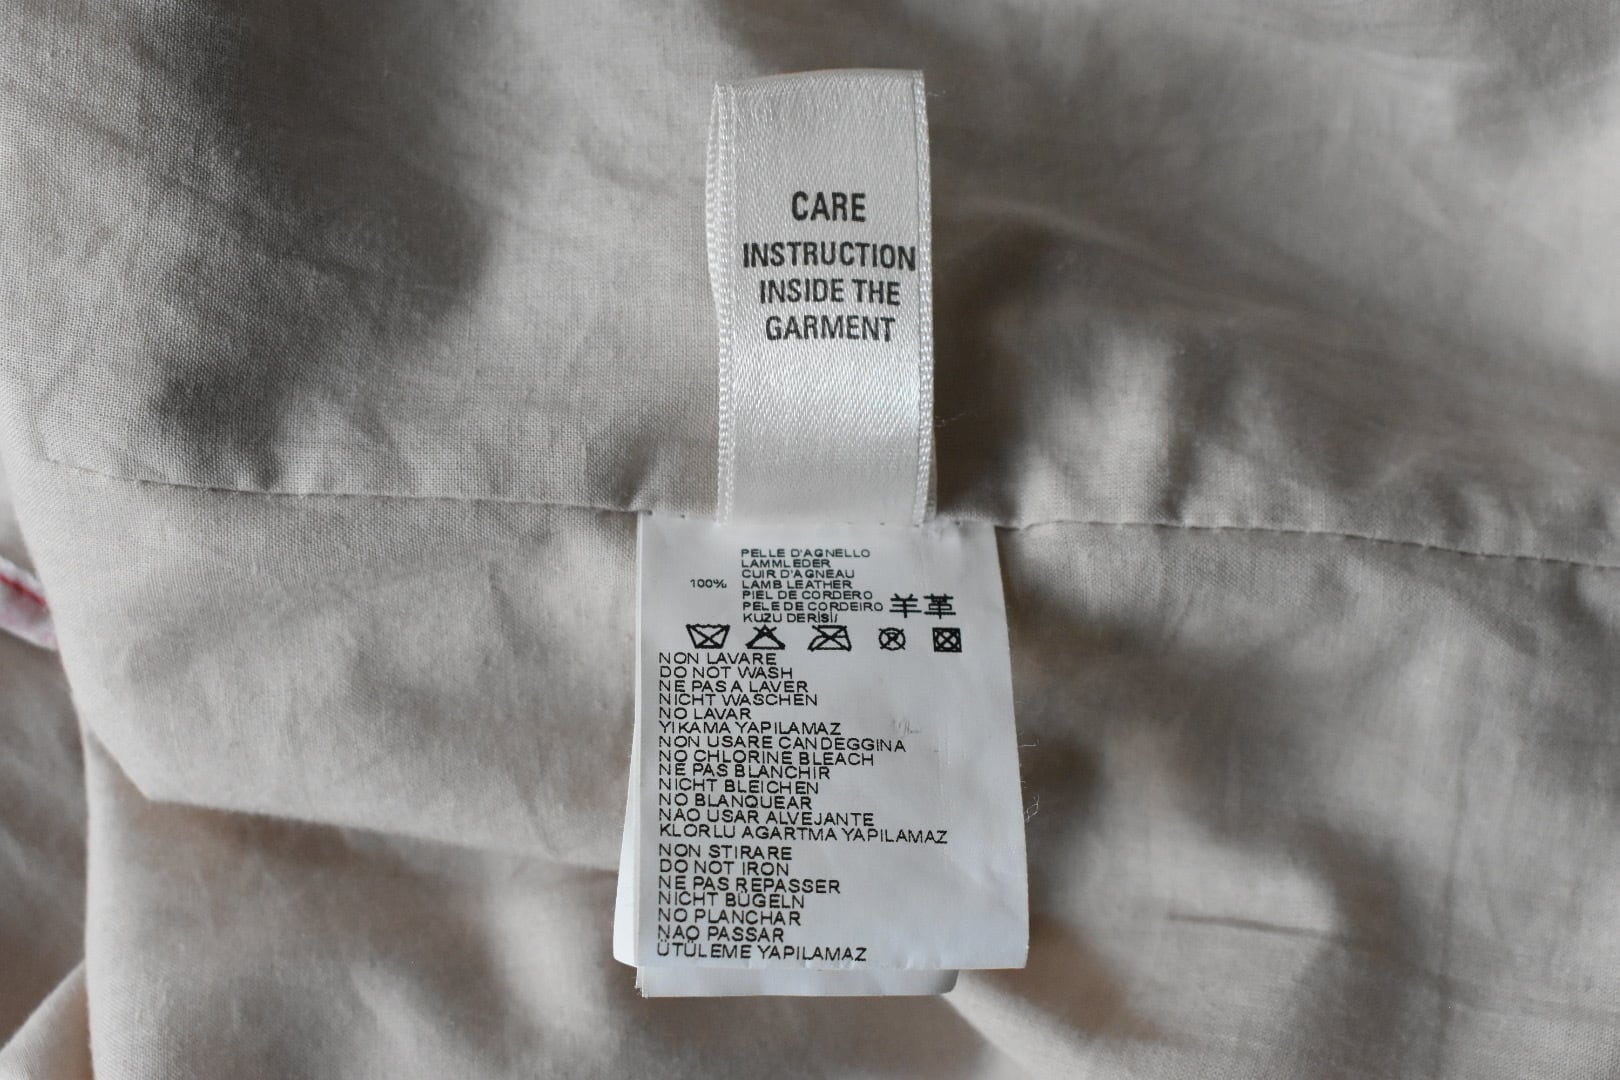 CARE
INSTRUCTION
INSIDE THE
GARMENT
PELLE D'AGNELLO
LAMMLEDER
CUIR D'AGNEAU
100% LAMB LEATHER
PIEL DE CORDERO
PELE DE CORDEIRO 羊革
KUZU DERİSİ/
NON LAVARE
DO NOT WASH
NE PAS A LAVER
NICHT WASCHEN
NO LAVAR
YIKAMA YAPILAMAZ
NON USARE CANDEGGINA
NO CHLORINE BLEACH
NE PAS BLANCHIR
NICHT BLEICHEN
NO BLANQUEAR
NAO USAR ALVEJANTE
KLORLU AGARTMA YAPILAMAZ
NON STIRARE
DO NOT IRON
NE PAS REPASSER
NICHT BÜGELN
NO PLANCHAR
NAO PASSAR
ÜTÜLEME YAPILAMAZ